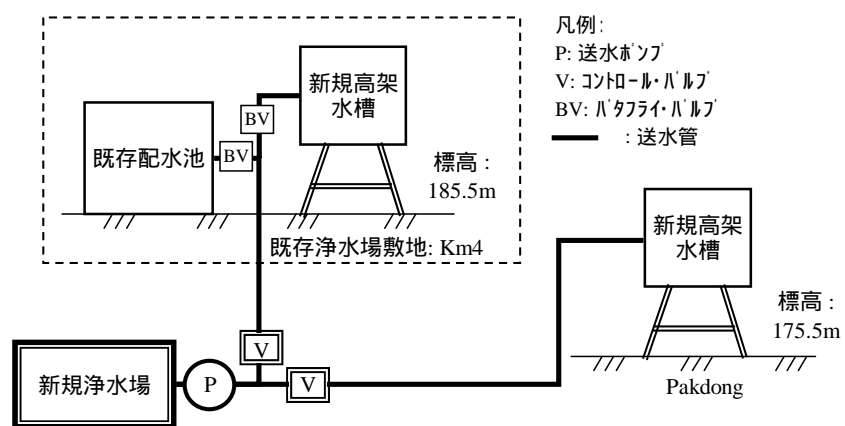 凡例:
P: 送水ﾎﾟﾝﾌﾟ
V: ｺﾝﾄﾛｰﾙ･ﾊﾞﾙﾌﾞ
BV: ﾊﾞﾀﾌﾗｲ･ﾊﾞﾙﾌﾞ
: 送水管
新規高架
水槽
BV
既存配水池
BV
標高 :
185.5m
既存浄水場敷地: Km4
新規高架
水槽
標高 :
175.5m
Pakdong
V
新規浄水場
P
V